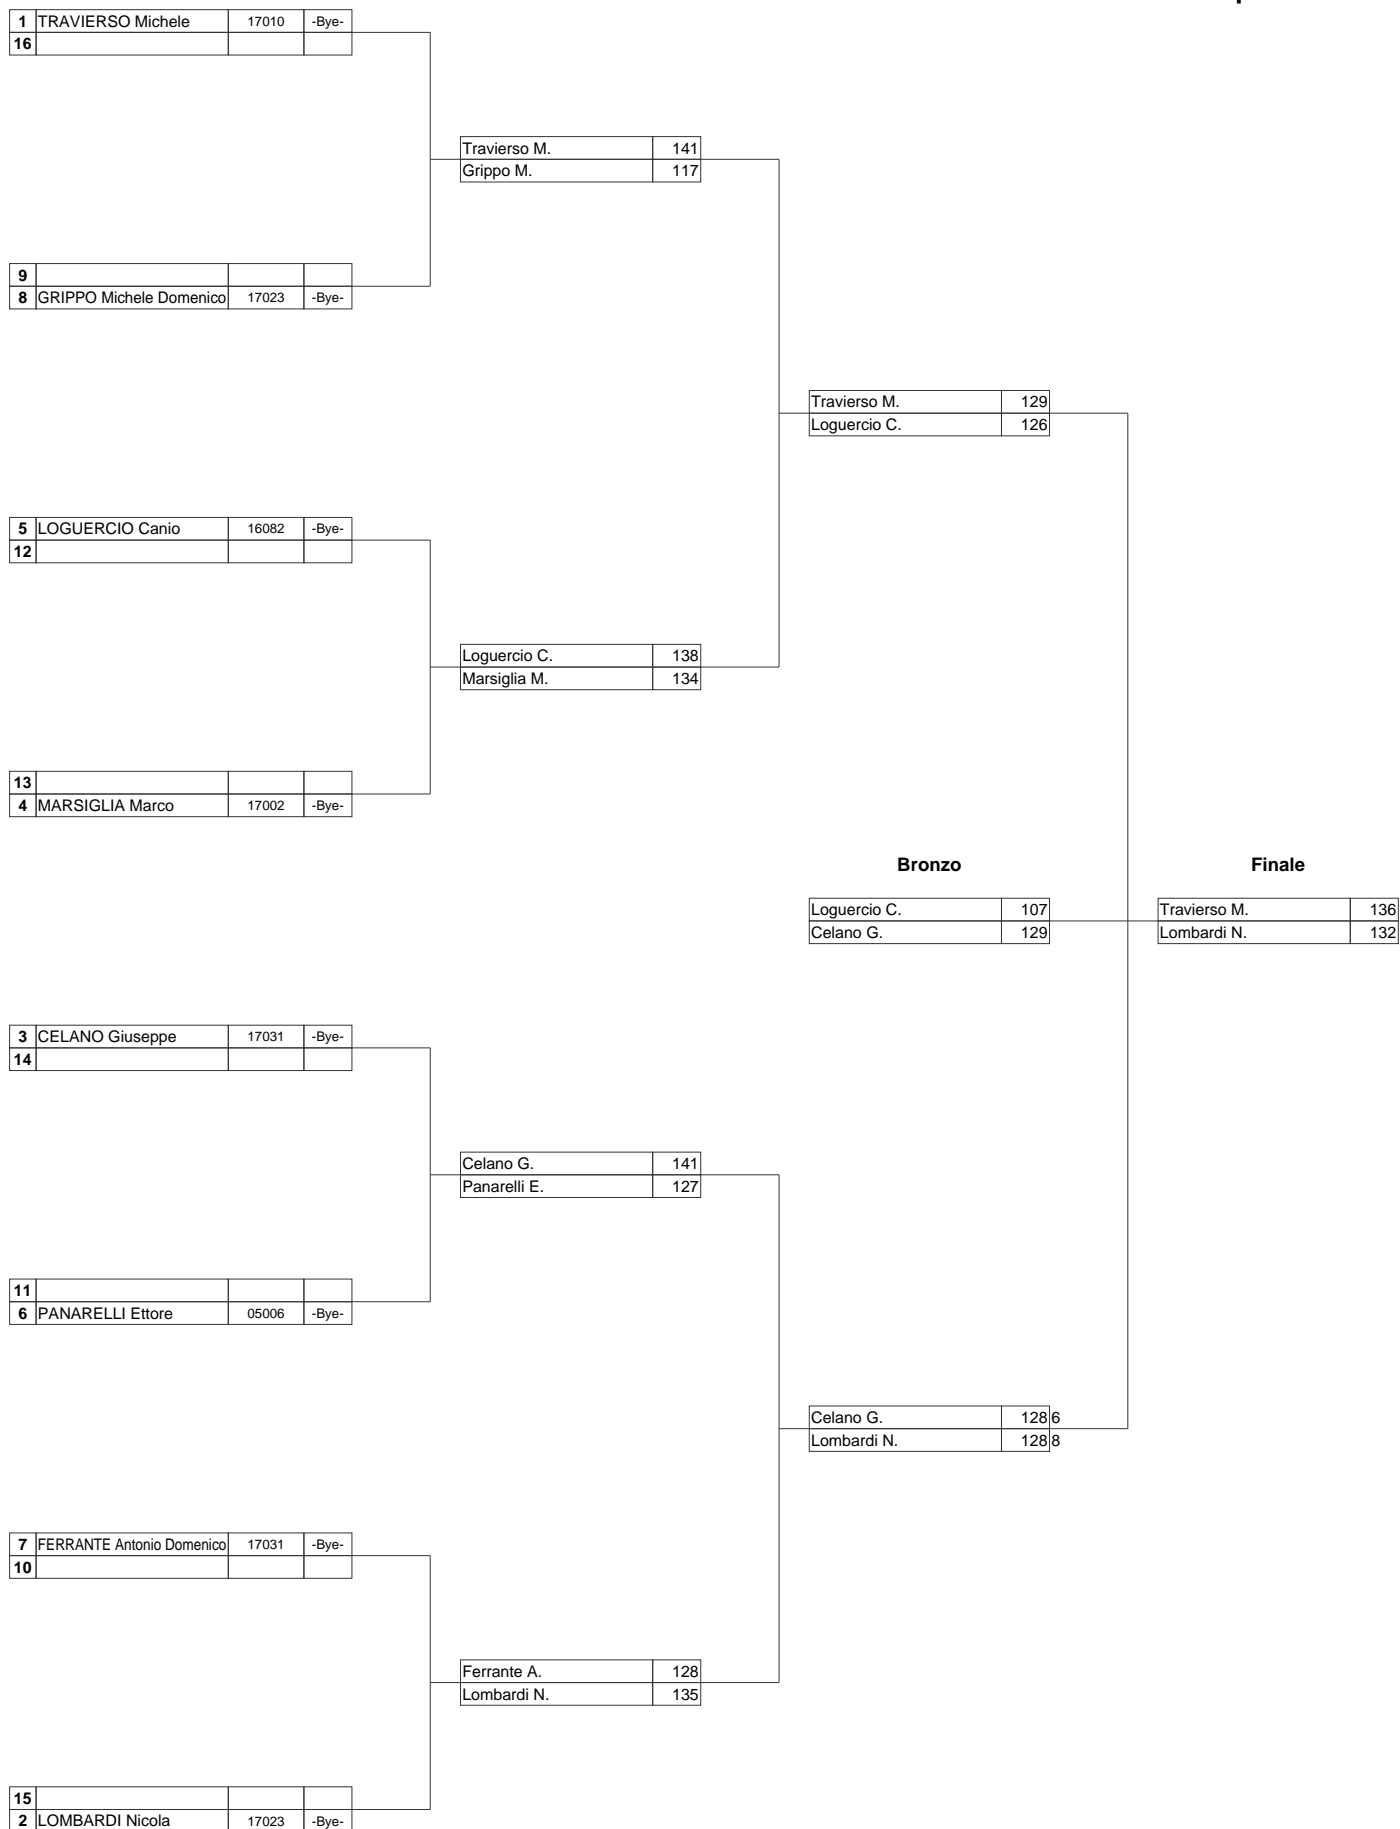 1 TRAVIERSO Michele 17010 -Bye-
16
Travierso M. 141
Grippo M. 117
9
8 GRIPPO Michele Domenico 17023 -Bye-
Travierso M. 129
Loguercio C. 126
5 LOGUERCIO Canio 16082 -Bye-
12
Loguercio C. 138
Marsiglia M. 134
13
4 MARSIGLIA Marco 17002 -Bye-
Bronzo Finale
Loguercio C. 107 Travierso M. 136
Celano G. 129 Lombardi N. 132
3 CELANO Giuseppe 17031 -Bye-
14
Celano G. 141
Panarelli E. 127
11
6 PANARELLI Ettore 05006 -Bye-
Celano G. 128 6
Lombardi N. 128 8
7 FERRANTE Antonio Domenico 17031 -Bye-
10
Ferrante A. 128
Lombardi N. 135
15
2 LOMBARDI Nicola 17023 -Bye-